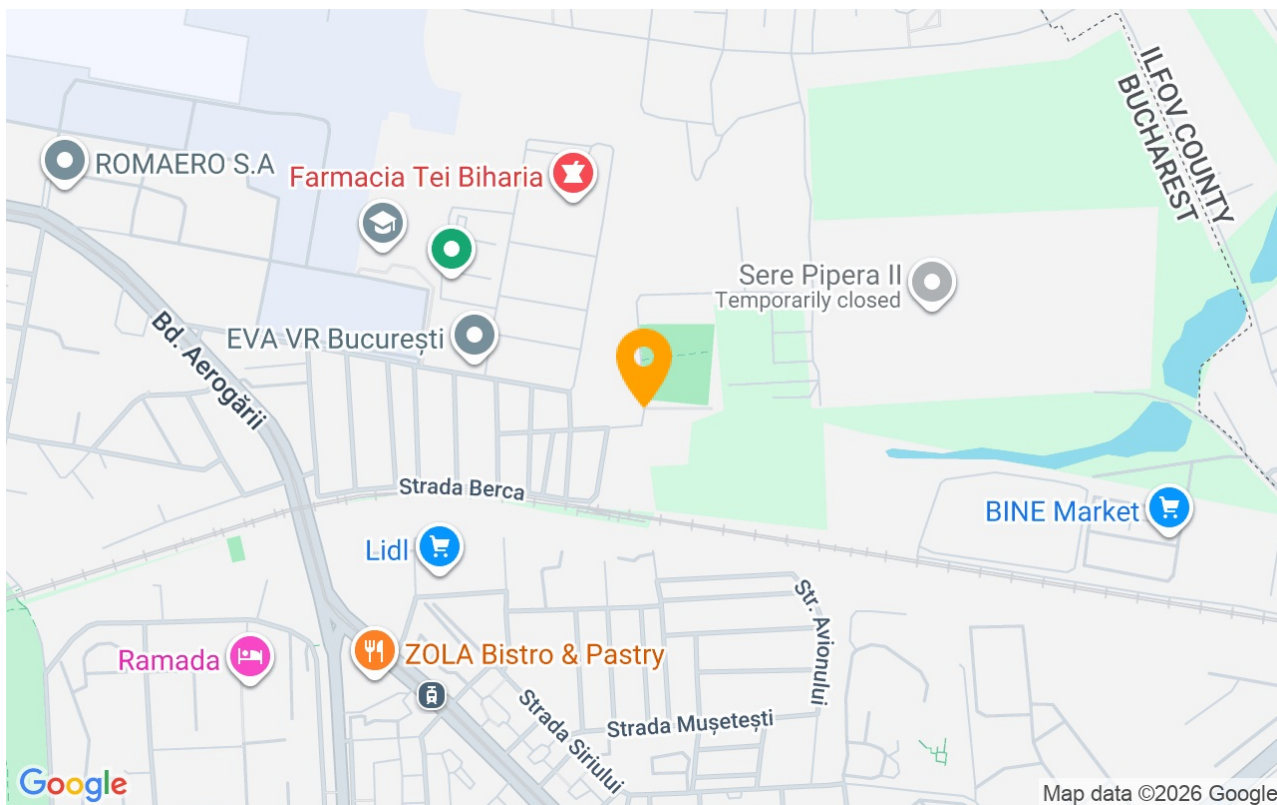 ILFOV COUNTY
BUCHAREST
ROMAERO S.A
Farmacia Tei Biharia
Sere Pipera II
Temporarily closed
EVA VR București
Bd. Aerogării
Strada Berca
BINE Market
Lidl
Str. Avionului
Ramada
ZOLA Bistro & Pastry
Strada Siriului
Strada Mușetești
Google
Map data ©2026 Google